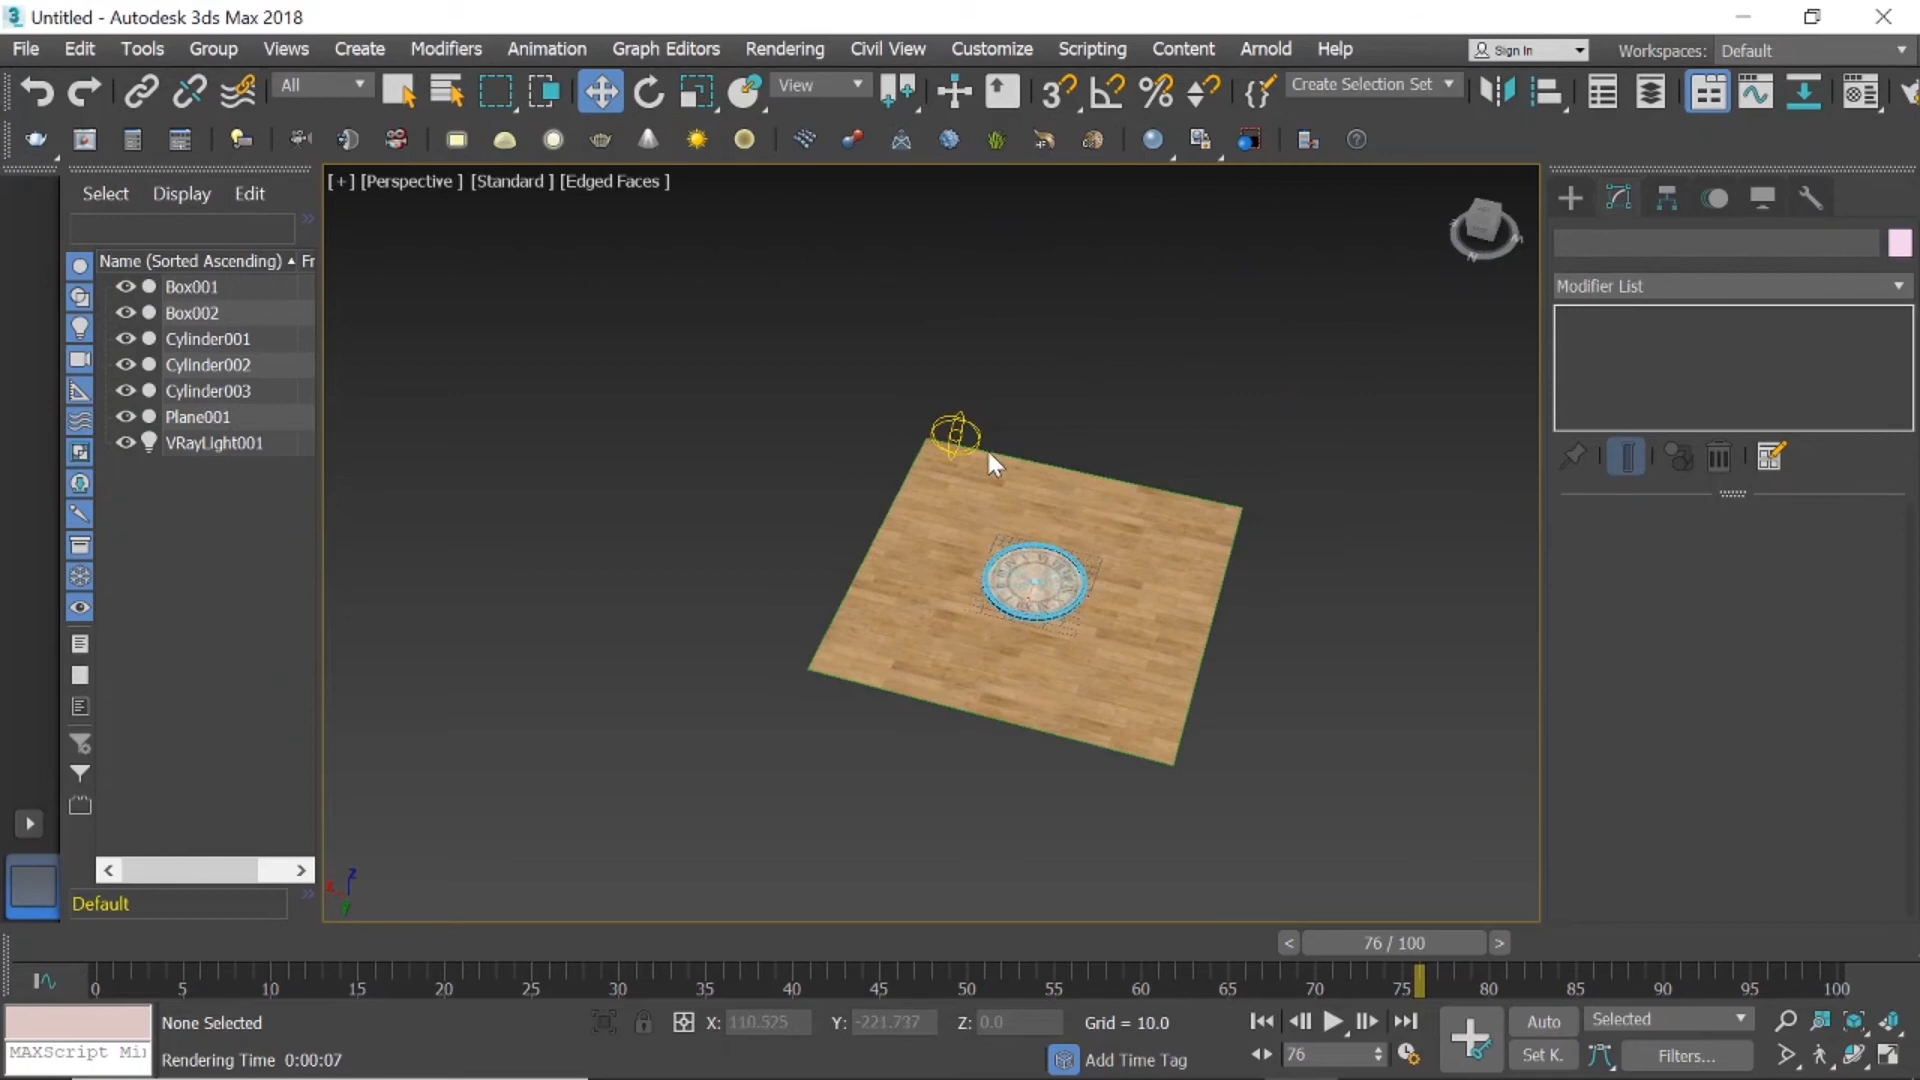 Untitled - Autodesk 3ds Max 2018
File Edit Tools Group Views Create Modifiers Animation Graph Editors Rendering Civil View Customize Scripting Content Arnold Help Sign In Workspaces: Default
All View 3 Create Selection Set
Select Display Edit
[+] [Perspective ] [Standard ] [Edged Faces ]
Name (Sorted Ascending) Fr
Box001
Box002
Cylinder001
Cylinder002
Cylinder003
Plane001
VRayLight001
Modifier List
Default
76 / 100
0 5 10 15 20 25 30 35 40 45 50 55 60 65 70 75 80 85 90 95 100
None Selected X: 110.525 Y: -221.737 Z: 0.0 Grid = 10.0 Auto Selected
MAXScript Mi Rendering Time 0:00:07 Add Time Tag 76 Set K. Filters...